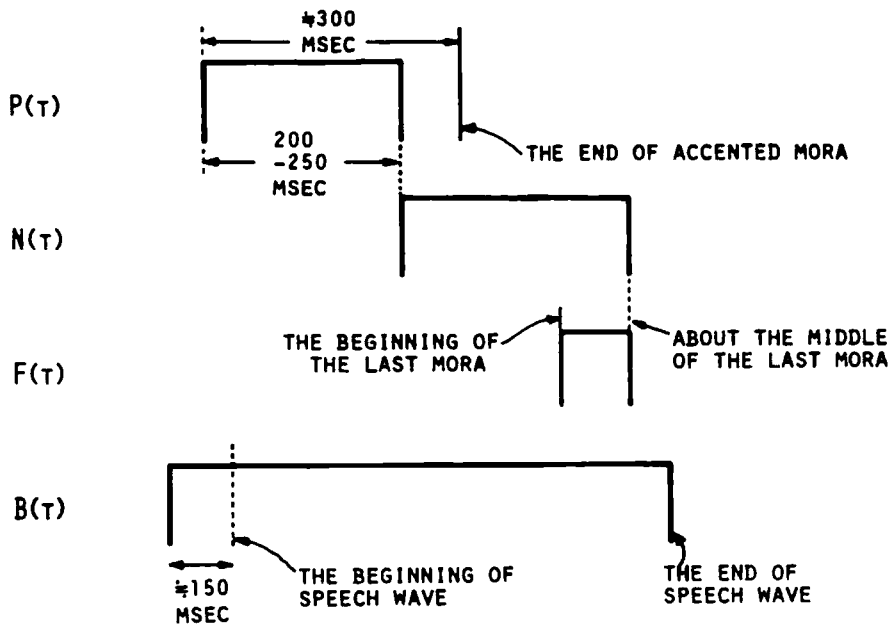 ≒300
MSEC
P(T)
200
-250
MSEC
THE END OF ACCENTED MORA
N(T)
THE BEGINNING OF
THE LAST MORA
ABOUT THE MIDDLE
OF THE LAST MORA
F(T)
B(T)
≒150
MSEC
THE BEGINNING OF
SPEECH WAVE
THE END OF
SPEECH WAVE